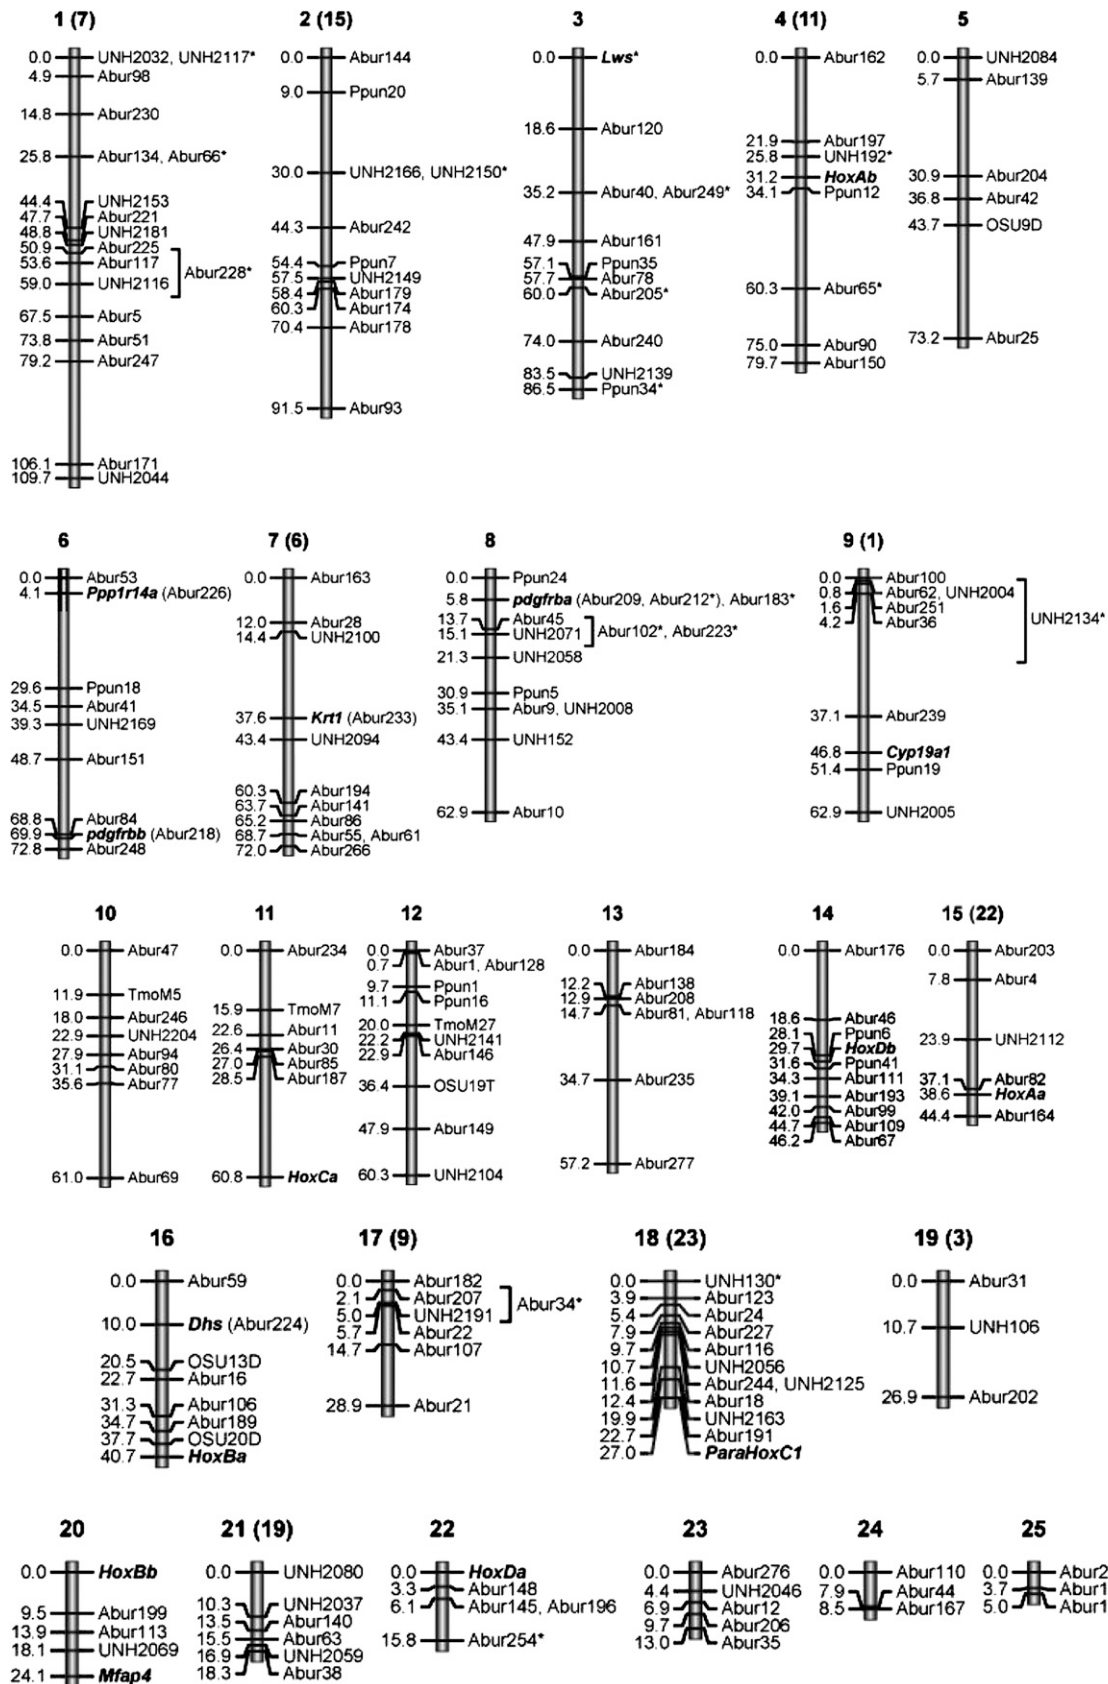 1 (7)
0.0 UNH2032, UNH2117*
4.9 Abur98
14.8 Abur230
25.8 Abur134, Abur66*
44.4 UNH2153
47.7 Abur221
48.8 UNH2181
50.9 Abur225
53.6 Abur117
Abur228*
59.0 UNH2116
67.5 Abur5
73.8 Abur51
79.2 Abur247
106.1 Abur171
109.7 UNH2044
2 (15)
0.0 Abur144
9.0 Ppun20
30.0 UNH2166, UNH2150*
44.3 Abur242
54.4 Ppun7
57.5 UNH2149
58.4 Abur179
60.3 Abur174
70.4 Abur178
91.5 Abur93
3
0.0 Lws*
18.6 Abur120
35.2 Abur40, Abur249*
47.9 Abur161
57.1 Ppun35
57.7 Abur78
60.0 Abur205*
74.0 Abur240
83.5 UNH2139
86.5 Ppun34*
4 (11)
0.0 Abur162
21.9 Abur197
25.8 UNH192*
31.2 HoxAb
34.1 Ppun12
60.3 Abur65*
75.0 Abur90
79.7 Abur150
5
0.0 UNH2084
5.7 Abur139
30.9 Abur204
36.8 Abur42
43.7 OSU9D
73.2 Abur25
6
0.0 Abur53
4.1 Ppp1r14a (Abur226)
29.6 Ppun18
34.5 Abur41
39.3 UNH2169
48.7 Abur151
68.8 Abur84
69.9 pdgfrbb (Abur218)
72.8 Abur248
7 (6)
0.0 Abur163
12.0 Abur28
14.4 UNH2100
37.6 Krt1 (Abur233)
43.4 UNH2094
60.3 Abur194
63.7 Abur141
65.2 Abur86
68.7 Abur55, Abur61
72.0 Abur266
8
0.0 Ppun24
5.8 pdgfrba (Abur209, Abur212*), Abur183*
13.7 Abur45
Abur102*, Abur223*
15.1 UNH2071
21.3 UNH2058
30.9 Ppun5
35.1 Abur9, UNH2008
43.4 UNH152
62.9 Abur10
9 (1)
0.0 Abur100
0.8 Abur62, UNH2004
1.6 Abur251
UNH2134*
4.2 Abur36
37.1 Abur239
46.8 Cyp19a1
51.4 Ppun19
62.9 UNH2005
10
0.0 Abur47
11.9 TmoM5
18.0 Abur246
22.9 UNH2204
27.9 Abur94
31.1 Abur80
35.6 Abur77
61.0 Abur69
11
0.0 Abur234
15.9 TmoM7
22.6 Abur11
26.4 Abur30
27.0 Abur85
28.5 Abur187
60.8 HoxCa
12
0.0 Abur37
0.7 Abur1, Abur128
9.7 Ppun1
11.1 Ppun16
20.0 TmoM27
22.2 UNH2141
22.9 Abur146
36.4 OSU19T
47.9 Abur149
60.3 UNH2104
13
0.0 Abur184
12.2 Abur138
12.9 Abur208
14.7 Abur81, Abur118
34.7 Abur235
57.2 Abur277
14
0.0 Abur176
18.6 Abur46
28.1 Ppun6
29.7 HoxDb
31.6 Ppun41
34.3 Abur111
39.1 Abur193
42.0 Abur99
44.7 Abur109
46.2 Abur67
15 (22)
0.0 Abur203
7.8 Abur4
23.9 UNH2112
37.1 Abur82
38.6 HoxAa
44.4 Abur164
16
0.0 Abur59
10.0 Dhs (Abur224)
20.5 OSU13D
22.7 Abur16
31.3 Abur106
34.7 Abur189
37.7 OSU20D
40.7 HoxBa
17 (9)
0.0 Abur182
2.1 Abur207
Abur34*
5.0 UNH2191
5.7 Abur22
14.7 Abur107
28.9 Abur21
18 (23)
0.0 UNH130*
3.9 Abur123
5.4 Abur24
7.9 Abur227
9.7 Abur116
10.7 UNH2056
11.6 Abur244, UNH2125
12.4 Abur18
19.9 UNH2163
22.7 Abur191
27.0 ParaHoxC1
19 (3)
0.0 Abur31
10.7 UNH106
26.9 Abur202
20
0.0 HoxBb
9.5 Abur199
13.9 Abur113
18.1 UNH2069
24.1 Mfap4
21 (19)
0.0 UNH2080
10.3 UNH2037
13.5 Abur140
15.5 Abur63
16.9 UNH2059
18.3 Abur38
22
0.0 HoxDa
3.3 Abur148
6.1 Abur145, Abur196
15.8 Abur254*
23
0.0 Abur276
4.4 UNH2046
6.9 Abur12
9.7 Abur206
13.0 Abur35
24
0.0 Abur110
7.9 Abur44
8.5 Abur167
25
0.0 Abur2
3.7 Abur1
5.0 Abur1